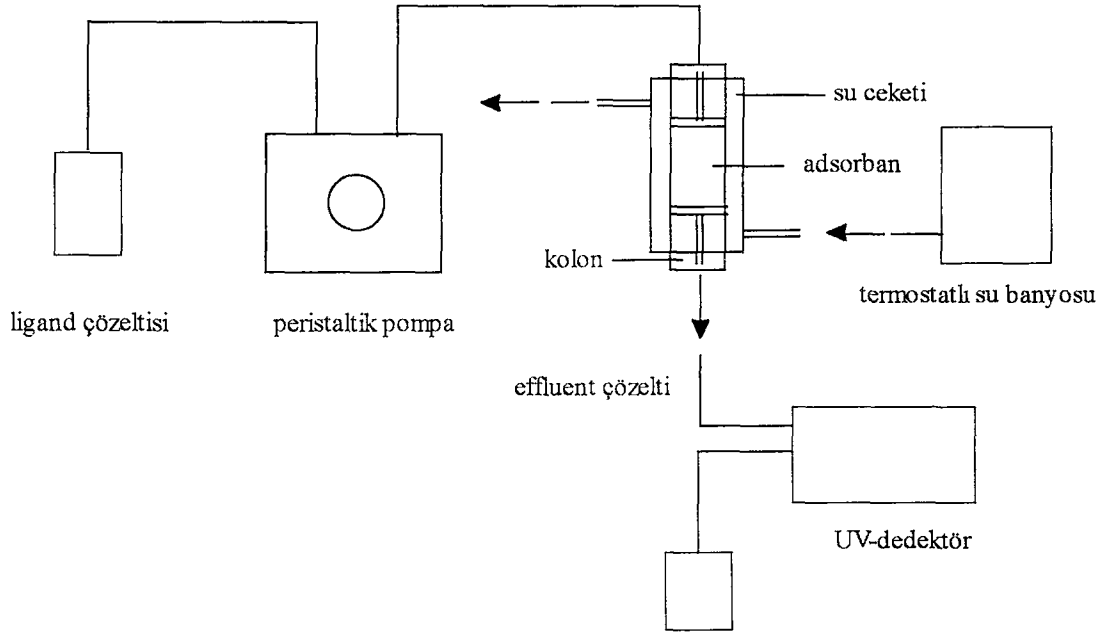 su ceketi
adsorban
kolon
termostatlı su banyosu
ligand çözeltisi
peristaltik pompa
effluent çözelti
UV-dedektör